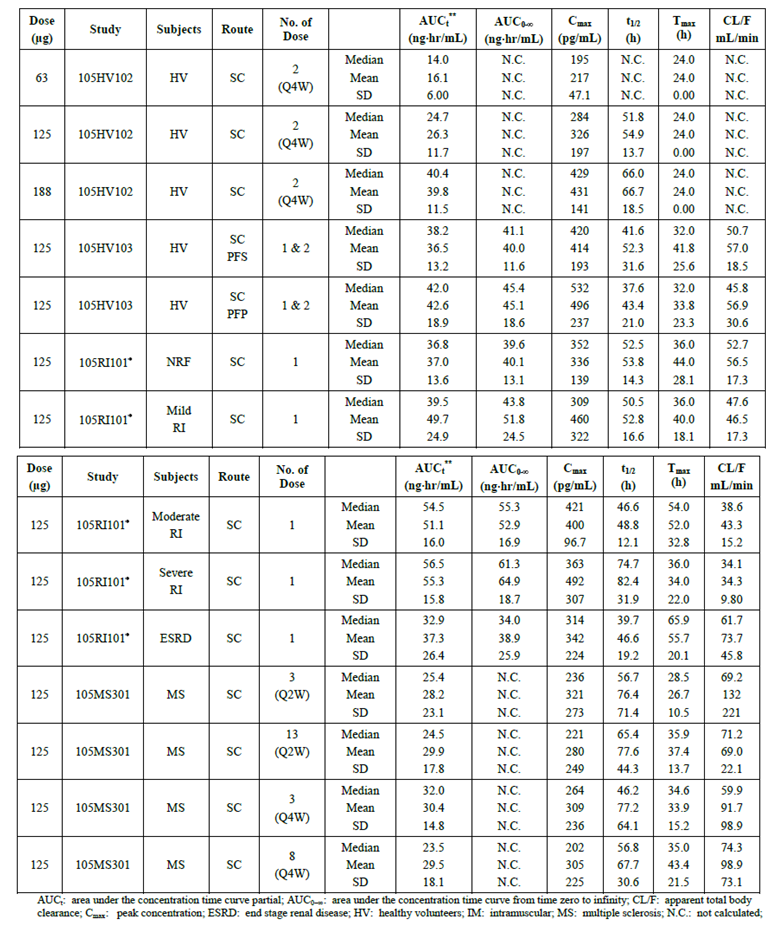 Dose (µg) Study Subjects Route No. of Dose AUCt** (ng·hr/mL) AUC0-∞ (ng·hr/mL) Cmax (pg/mL) t1/2 (h) Tmax (h) CL/F mL/min
63 105HV102 HV SC 2 (Q4W) Median 14.0 N.C. 195 N.C. 24.0 N.C.
Mean 16.1 N.C. 217 N.C. 24.0 N.C.
SD 6.00 N.C. 47.1 N.C. 0.00 N.C.
125 105HV102 HV SC 2 (Q4W) Median 24.7 N.C. 284 51.8 24.0 N.C.
Mean 26.3 N.C. 326 54.9 24.0 N.C.
SD 11.7 N.C. 197 13.7 0.00 N.C.
188 105HV102 HV SC 2 (Q4W) Median 40.4 N.C. 429 66.0 24.0 N.C.
Mean 39.8 N.C. 431 66.7 24.0 N.C.
SD 11.5 N.C. 141 18.5 0.00 N.C.
125 105HV103 HV SC PFS 1 & 2 Median 38.2 41.1 420 41.6 32.0 50.7
Mean 36.5 40.0 414 52.3 41.8 57.0
SD 13.2 11.6 193 31.6 25.6 18.5
125 105HV103 HV SC PFP 1 & 2 Median 42.0 45.4 532 37.6 32.0 45.8
Mean 42.6 45.1 496 43.4 33.8 56.9
SD 18.9 18.6 237 21.0 23.3 30.6
125 105RI101* NRF SC 1 Median 36.8 39.6 352 52.5 36.0 52.7
Mean 37.0 40.1 336 53.8 44.0 56.5
SD 13.6 13.1 139 14.3 28.1 17.3
125 105RI101* Mild RI SC 1 Median 39.5 43.8 309 50.5 36.0 47.6
Mean 49.7 51.8 460 52.8 40.0 46.5
SD 24.9 24.5 322 16.6 18.1 17.3
Dose (µg) Study Subjects Route No. of Dose AUCt** (ng·hr/mL) AUC0-∞ (ng·hr/mL) Cmax (pg/mL) t1/2 (h) Tmax (h) CL/F mL/min
125 105RI101* Moderate RI SC 1 Median 54.5 55.3 421 46.6 54.0 38.6
Mean 51.1 52.9 400 48.8 52.0 43.3
SD 16.0 16.9 96.7 12.1 32.8 15.2
125 105RI101* Severe RI SC 1 Median 56.5 61.3 363 74.7 36.0 34.1
Mean 55.3 64.9 492 82.4 34.0 34.3
SD 15.8 18.7 307 31.9 22.0 9.80
125 105RI101* ESRD SC 1 Median 32.9 34.0 314 39.7 65.9 61.7
Mean 37.3 38.9 342 46.6 55.7 73.7
SD 26.4 25.9 224 19.2 20.1 45.8
125 105MS301 MS SC 3 (Q2W) Median 25.4 N.C. 236 56.7 28.5 69.2
Mean 28.2 N.C. 321 76.4 26.7 132
SD 23.1 N.C. 273 71.4 10.5 221
125 105MS301 MS SC 13 (Q2W) Median 24.5 N.C. 221 65.4 35.9 71.2
Mean 29.9 N.C. 280 77.6 37.4 69.0
SD 17.8 N.C. 249 44.3 13.7 22.1
125 105MS301 MS SC 3 (Q4W) Median 32.0 N.C. 264 46.2 34.6 59.9
Mean 30.4 N.C. 309 77.2 33.9 91.7
SD 14.8 N.C. 236 64.1 15.2 98.9
125 105MS301 MS SC 8 (Q4W) Median 23.5 N.C. 202 56.8 35.0 74.3
Mean 29.5 N.C. 305 67.7 43.4 98.9
SD 18.1 N.C. 225 30.6 21.5 73.1
AUCt: area under the concentration time curve partial; AUC0-∞: area under the concentration time curve from time zero to infinity; CL/F: apparent total body
clearance; Cmax: peak concentration; ESRD: end stage renal disease; HV: healthy volunteers; IM: intramuscular; MS: multiple sclerosis; N.C.: not calculated;